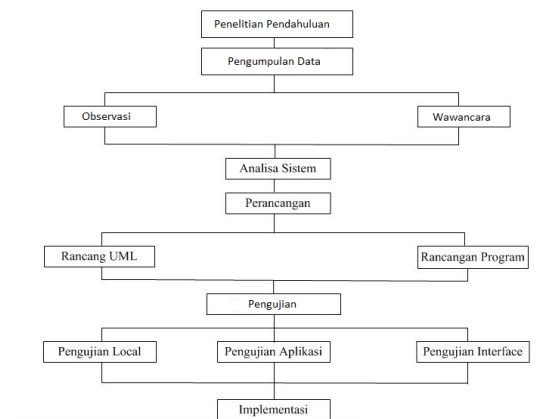 Penelitian Pendahuluan
Pengumpulan Data
Observasi
Wawancara
Analisa Sistem
Perancangan
Rancang UML
Rancangan Program
Pengujian
Pengujian Local
Pengujian Aplikasi
Pengujian Interface
Implementasi